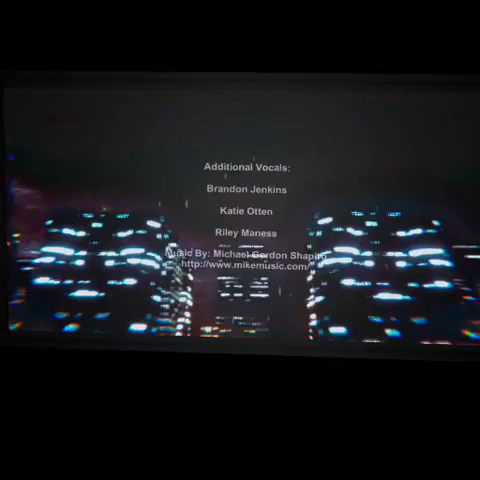 Additional Vocals:
Brandon Jenkins
Katie Otten
Riley Maness
Music By: Michael Gordon Shapiro
http://www.mikemusic.com/